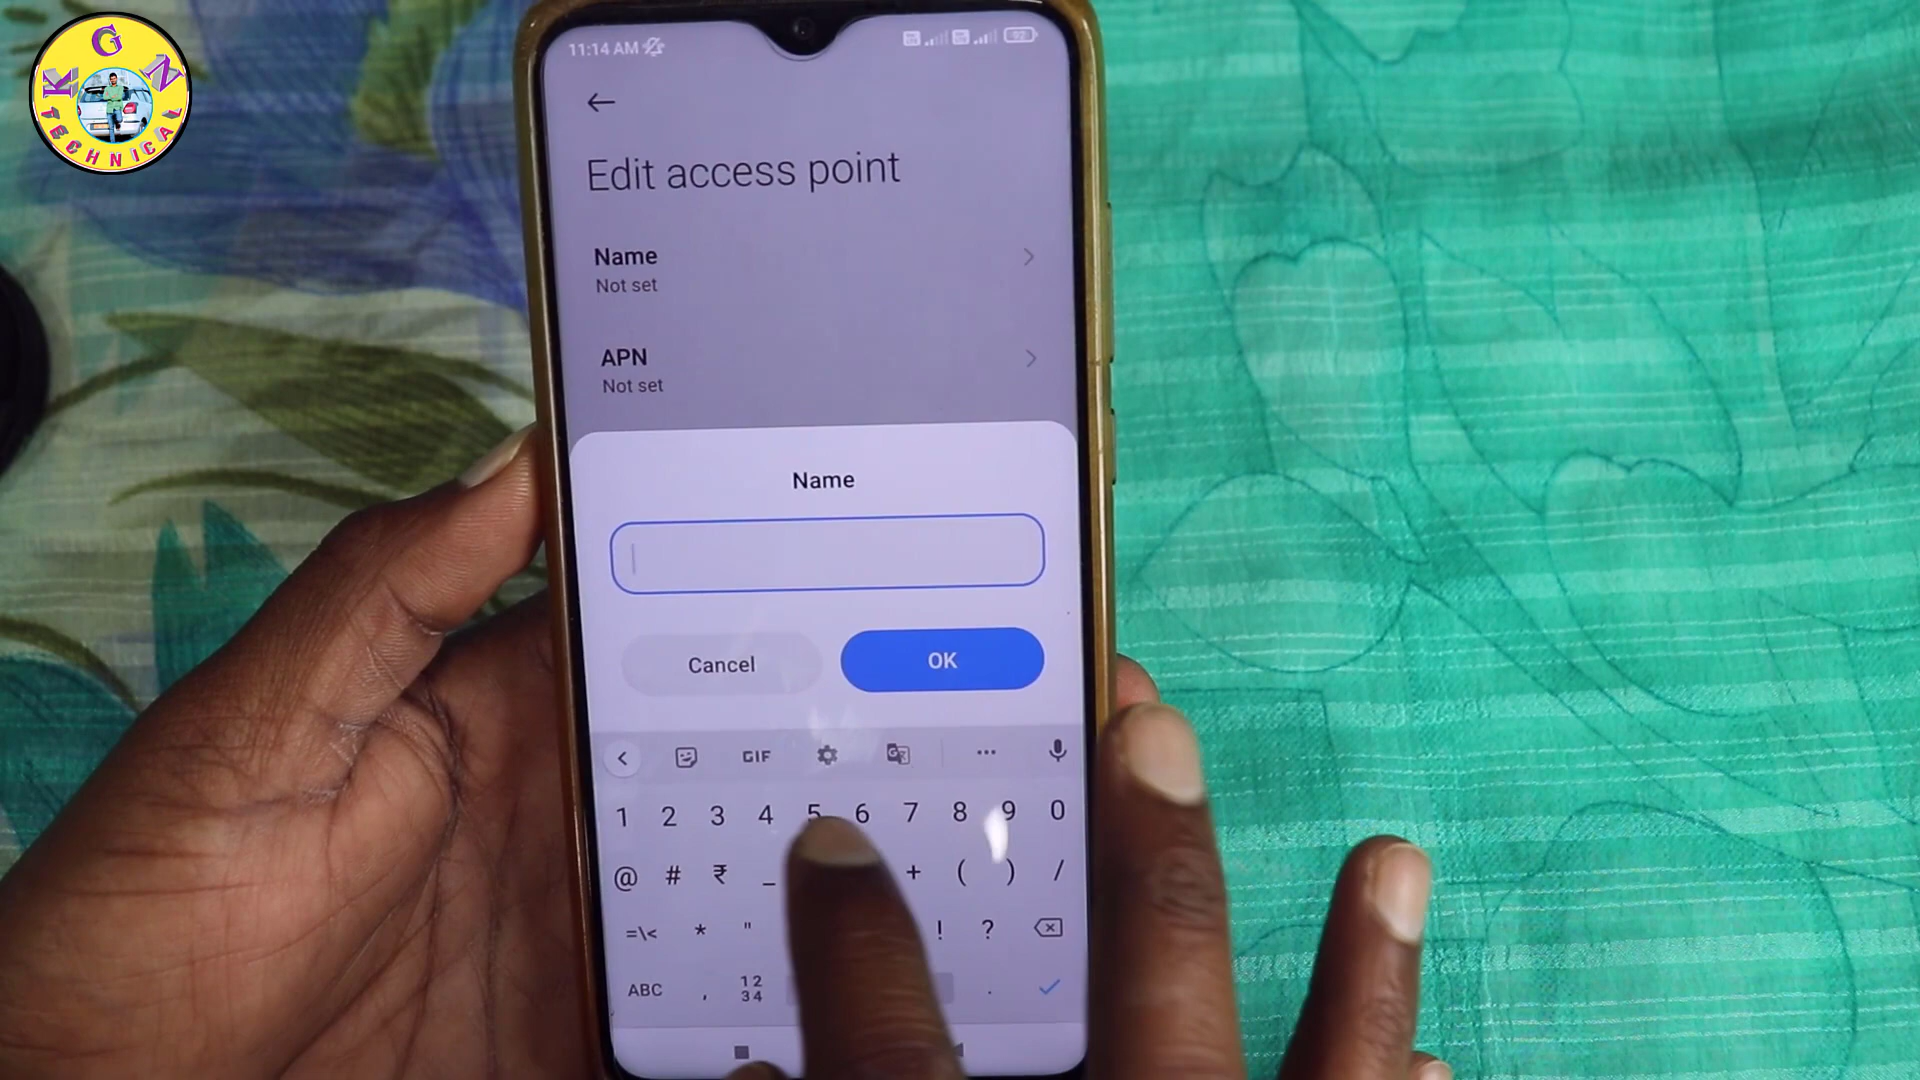 KGN
TECHNICAL
11:14 AM
92
Edit access point
Name
Not set
APN
Not set
Name
Cancel
OK
GIF
1 2 3 4 5 6 7 8 9 0
@ # ₹ _ + ( ) /
=\< * " ! ?
ABC , 12 34 .